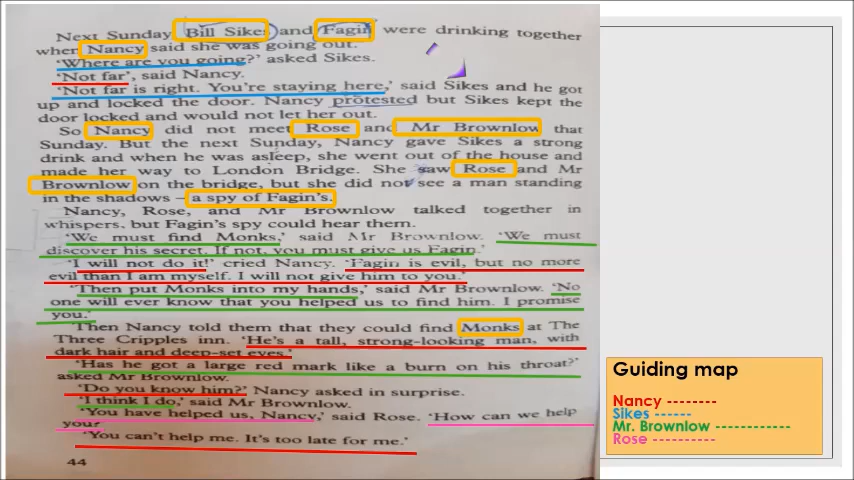 Next Sunday Bill Sikes and Fagin were drinking together
when Nancy said she was going out.
'Where are you going?' asked Sikes.
'Not far', said Nancy.
'Not far is right. You're staying here,' said Sikes and he got
up and locked the door. Nancy protested but Sikes kept the
door locked and would not let her out.
So Nancy did not meet Rose and Mr Brownlow that
Sunday. But the next Sunday, Nancy gave Sikes a strong
drink and when he was asleep, she went out of the house and
made her way to London Bridge. She saw Rose and Mr
Brownlow on the bridge, but she did not see a man standing
in the shadows – a spy of Fagin's.
Nancy, Rose, and Mr Brownlow talked together in
whispers, but Fagin's spy could hear them.
'We must find Monks,' said Mr Brownlow. 'We must
discover his secret. If not, you must give us Fagin.'
'I will not do it!' cried Nancy. 'Fagin is evil, but no more
evil than I am myself. I will not give him to you.'
'Then put Monks into my hands,' said Mr Brownlow. 'No
one will ever know that you helped us to find him. I promise
you.'
Then Nancy told them that they could find Monks at The
Three Cripples inn. 'He's a tall, strong-looking man, with
dark hair and deep-set eyes.'
'Has he got a large red mark like a burn on his throat?'
asked Mr Brownlow.
'Do you know him?' Nancy asked in surprise.
'I think I do,' said Mr Brownlow.
'You have helped us, Nancy,' said Rose. 'How can we help
you?'
'You can't help me. It's too late for me.'
44
Guiding map
Nancy --------
Sikes ------
Mr. Brownlow ------------
Rose ----------